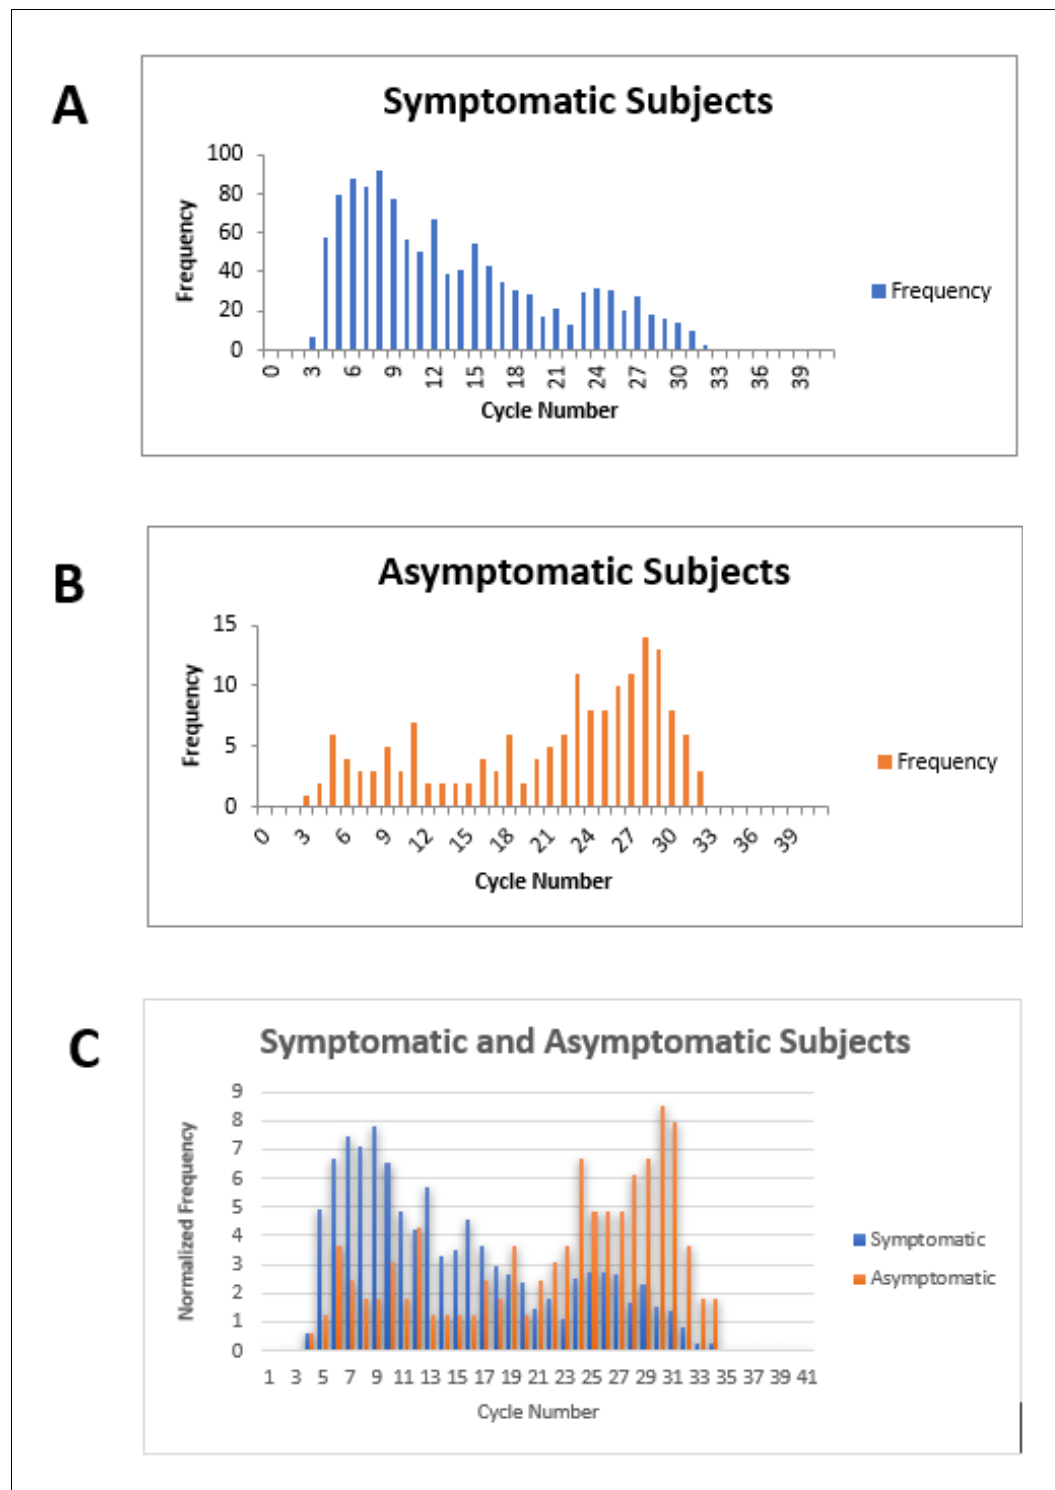 A
Symptomatic Subjects
100
80
60
40
20
0
Frequency
0 3 6 9 12 15 18 21 24 27 30 33 36 39
Cycle Number
Frequency
B
Asymptomatic Subjects
15
10
5
0
Frequency
0 3 6 9 12 15 18 21 24 27 30 33 36 39
Cycle Number
Frequency
C
Symptomatic and Asymptomatic Subjects
9
8
7
6
5
4
3
2
1
0
Normalized Frequency
1 3 5 7 9 11 13 15 17 19 21 23 25 27 29 31 33 35 37 39 41
Cycle Number
Symptomatic
Asymptomatic